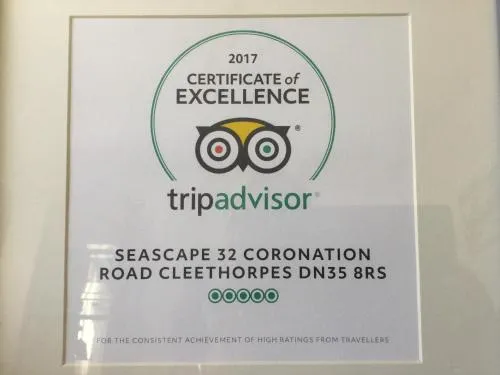 2017
CERTIFICATE of
EXCELLENCE
®
tripadvisor®
SEASCAPE 32 CORONATION
ROAD CLEETHORPES DN35 8RS
FOR THE CONSISTENT ACHIEVEMENT OF HIGH RATINGS FROM TRAVELLERS